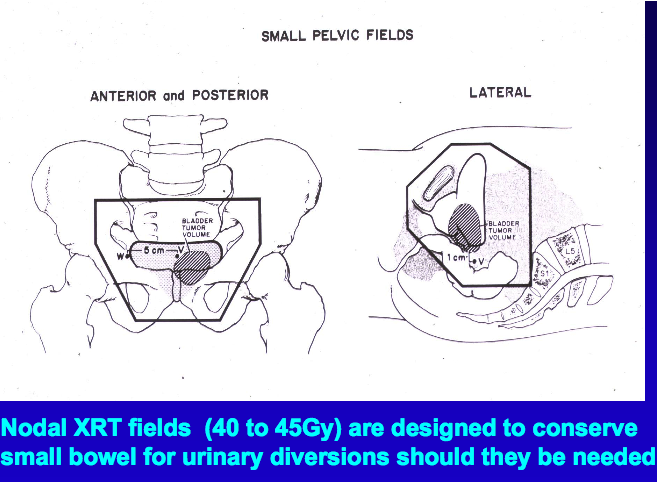 SMALL PELVIC FIELDS
ANTERIOR and POSTERIOR
LATERAL
BLADDER
TUMOR
VOLUME
W
5 cm
V
BLADDER
TUMOR
VOLUME
1 cm
V
L5
S1
Nodal XRT fields (40 to 45Gy) are designed to conserve
small bowel for urinary diversions should they be needed